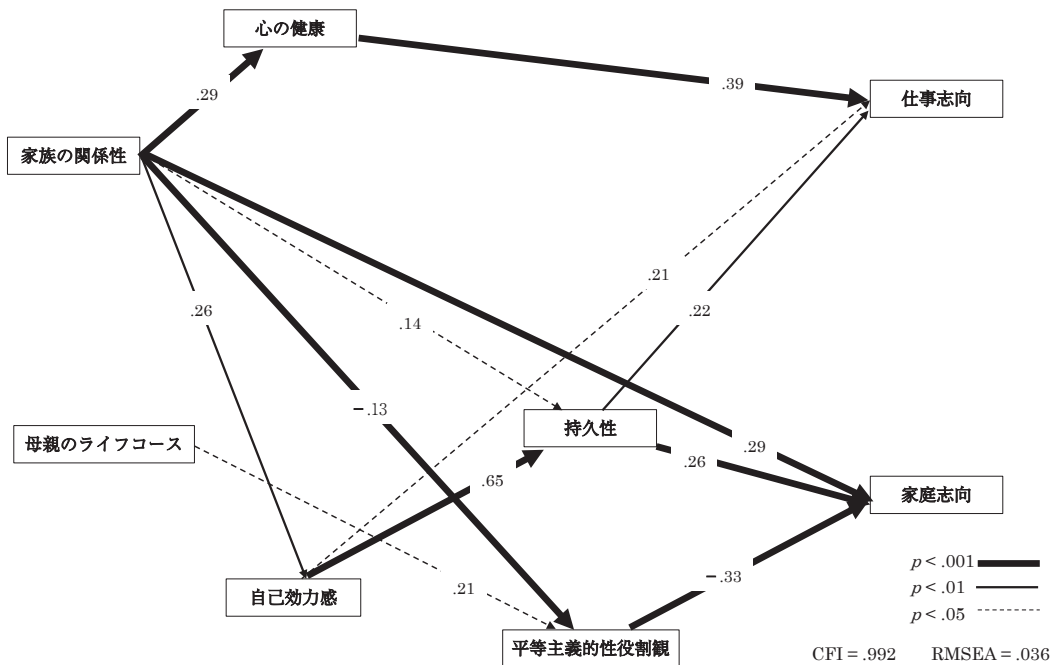 心の健康
.29
.39
仕事志向
家族の関係性
.21
.26
.22
.14
−.13
持久性
母親のライフコース
.29
.26
.65
家庭志向
p < .001
−.33
p < .01
自己効力感
.21
p < .05
平等主義的性役割観
CFI = .992 RMSEA = .036